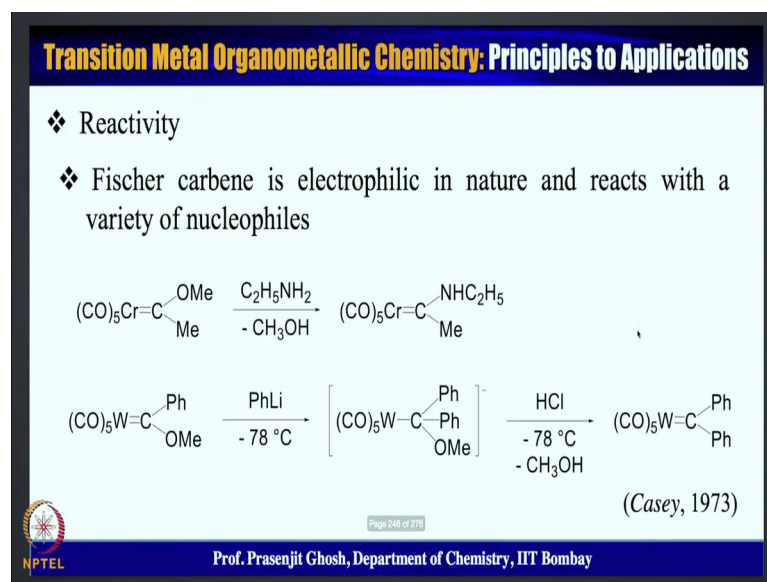 Transition Metal Organometallic Chemistry: Principles to Applications
❖ Reactivity
❖ Fischer carbene is electrophilic in nature and reacts with a
variety of nucleophiles
(CO)₅Cr=C OMe Me C₂H₅NH₂ - CH₃OH (CO)₅Cr=C NHC₂H₅ Me
(CO)₅W=C Ph OMe PhLi - 78 °C [(CO)₅W-C Ph Ph OMe]⁻ HCl - 78 °C - CH₃OH (CO)₅W=C Ph Ph
(Casey, 1973)
Page 246 of 276
NPTEL
Prof. Prasenjit Ghosh, Department of Chemistry, IIT Bombay